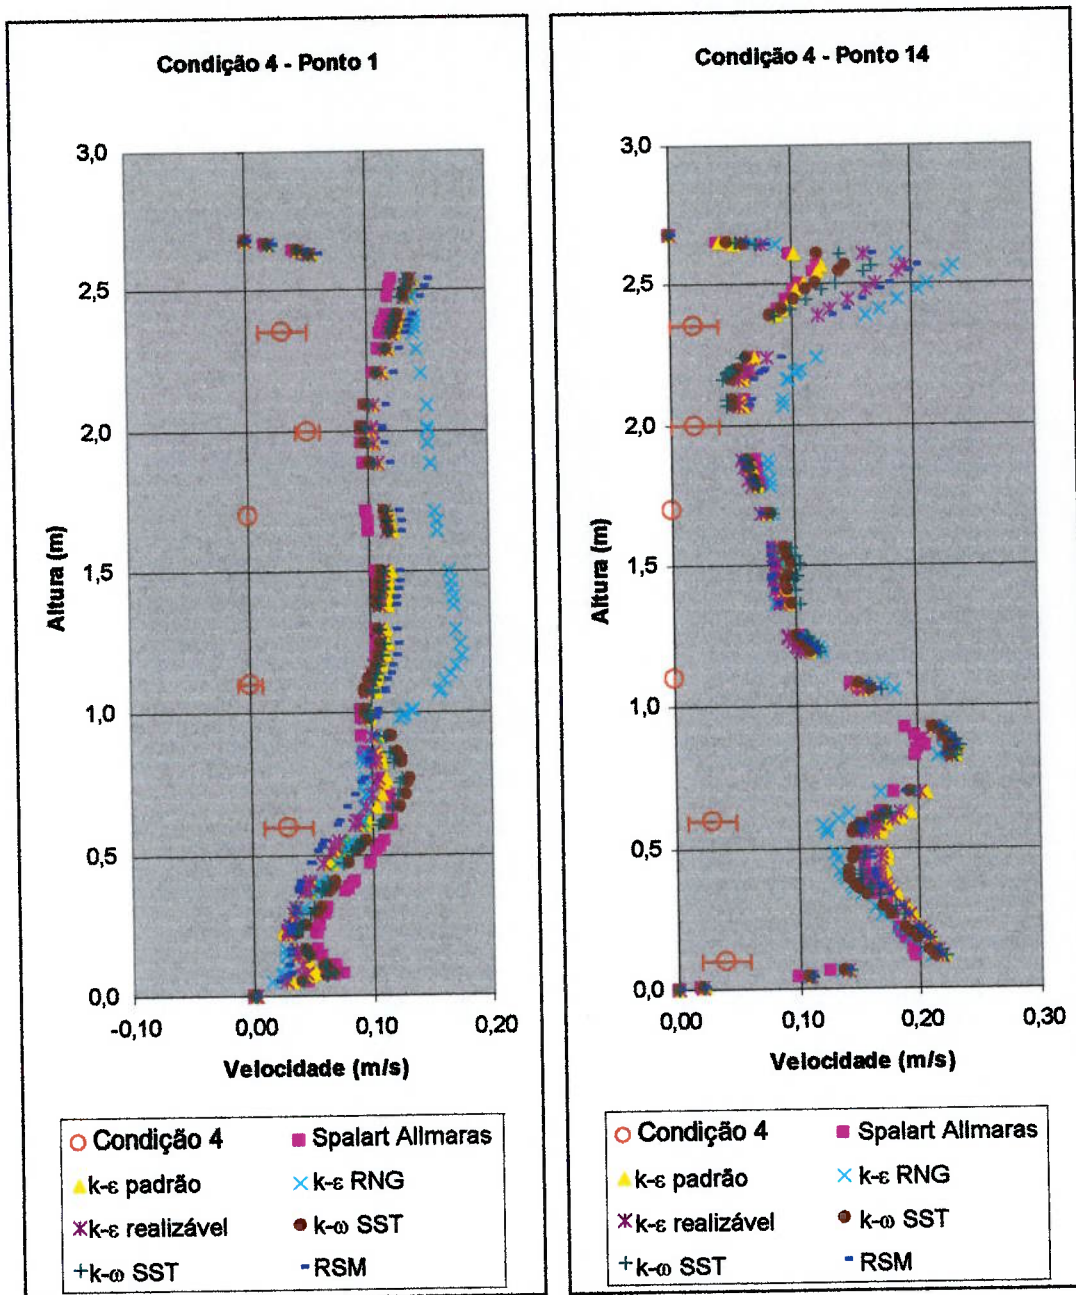 Condição 4 - Ponto 1
3,0
2,5
2,0
1,5
1,0
0,5
0,0
Altura (m)
-0,10 0,00 0,10 0,20
Velocidade (m/s)
Condição 4 Spalart Allmaras
k-ε padrão k-ε RNG
k-ε realizável k-ω SST
k-ω SST RSM
Condição 4 - Ponto 14
3,0
2,5
2,0
1,5
1,0
0,5
0,0
Altura (m)
0,00 0,10 0,20 0,30
Velocidade (m/s)
Condição 4 Spalart Allmaras
k-ε padrão k-ε RNG
k-ε realizável k-ω SST
k-ω SST RSM